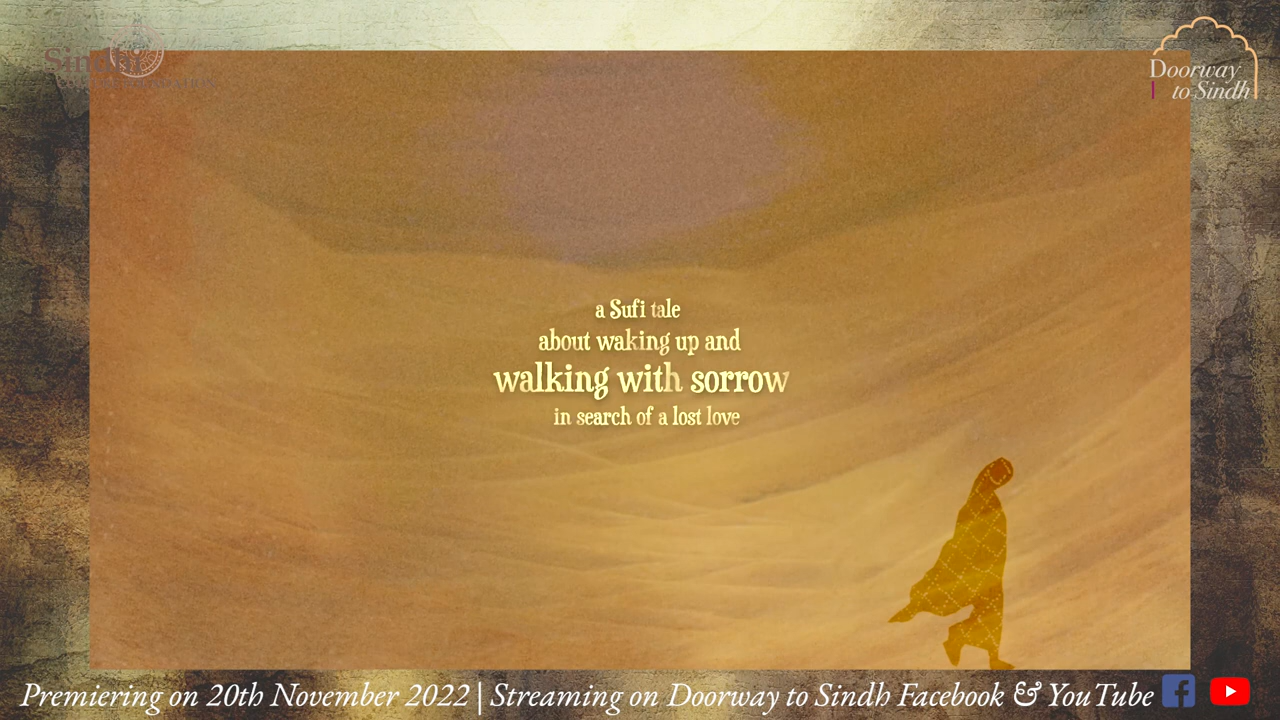 Sindhi
Doorway
to Sindh
a Sufi tale
about waking up and
walking with sorrow
in search of a lost love
Premiering on 20th November 2022 | Streaming on Doorway to Sindh Facebook & YouTube